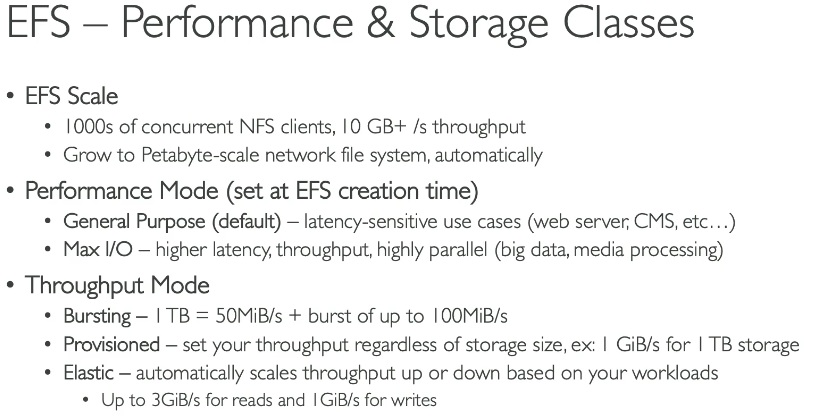 EFS – Performance & Storage Classes
• EFS Scale
• 1000s of concurrent NFS clients, 10 GB+ /s throughput
• Grow to Petabyte-scale network file system, automatically
• Performance Mode (set at EFS creation time)
• General Purpose (default) – latency-sensitive use cases (web server, CMS, etc…)
• Max I/O – higher latency, throughput, highly parallel (big data, media processing)
• Throughput Mode
• Bursting – 1 TB = 50MiB/s + burst of up to 100MiB/s
• Provisioned – set your throughput regardless of storage size, ex: 1 GiB/s for 1 TB storage
• Elastic – automatically scales throughput up or down based on your workloads
• Up to 3GiB/s for reads and 1GiB/s for writes